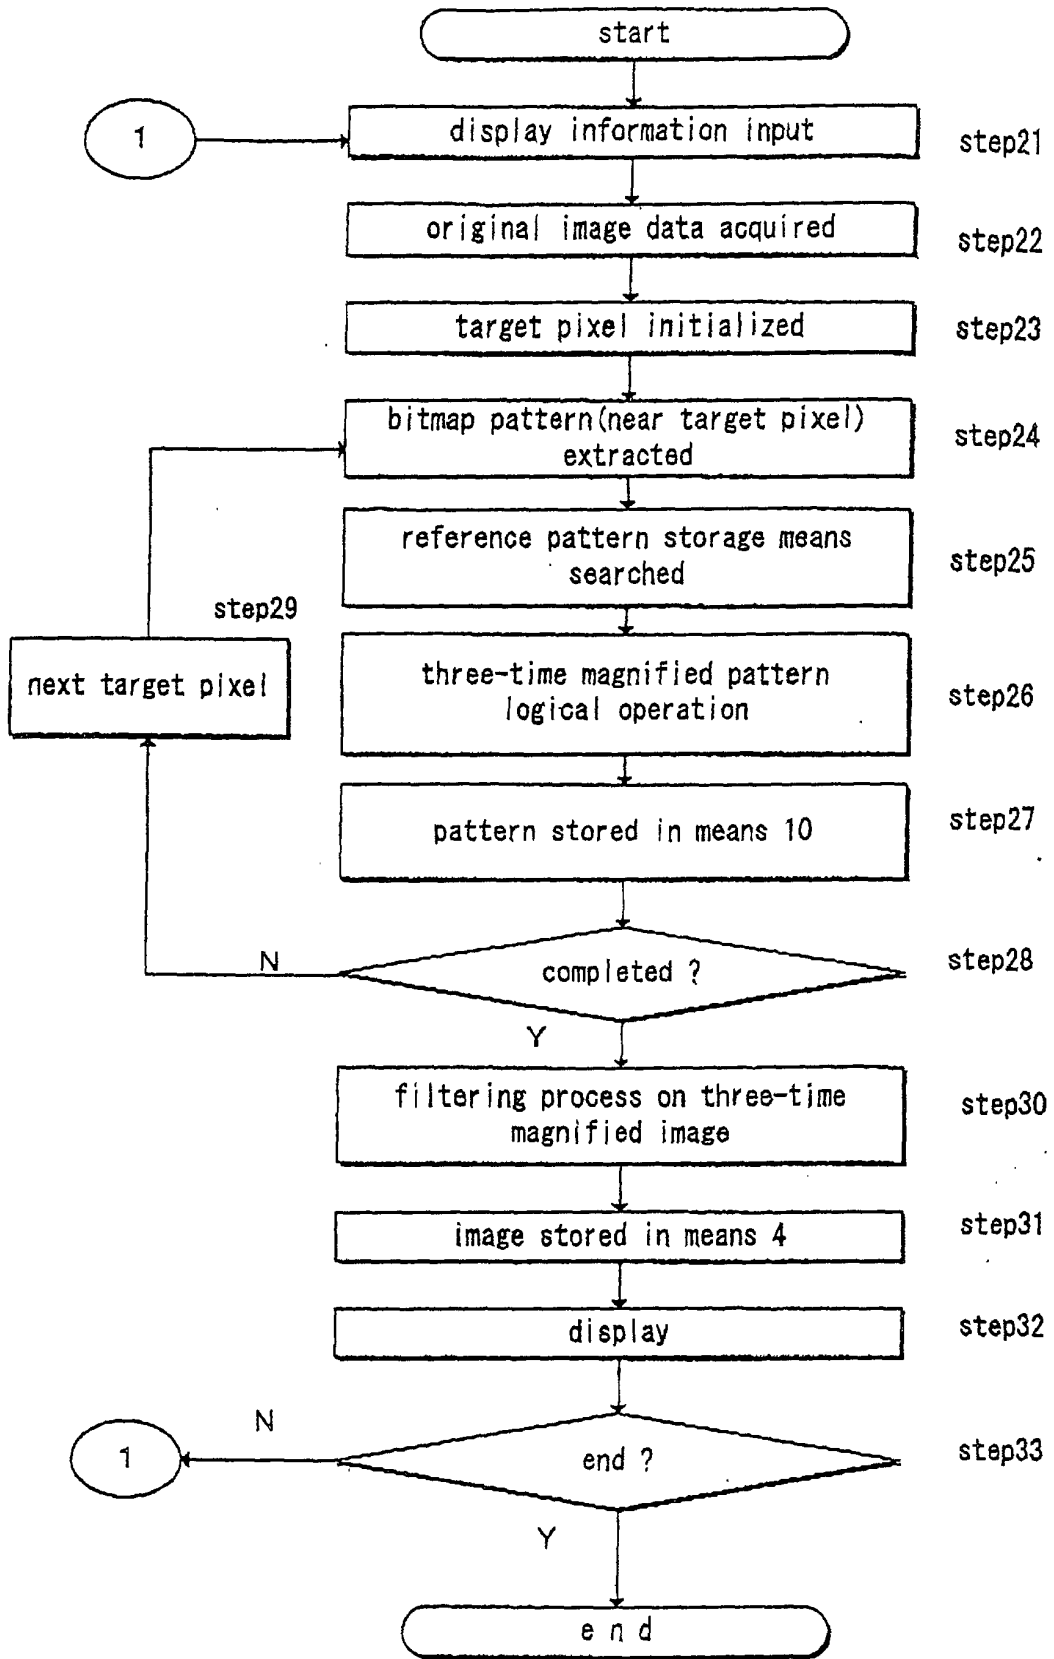 start
1
display information input
step21
original image data acquired
step22
target pixel initialized
step23
bitmap pattern(near target pixel)
extracted
step24
reference pattern storage means
searched
step25
step29
next target pixel
three-time magnified pattern
logical operation
step26
pattern stored in means 10
step27
N
completed ?
step28
Y
filtering process on three-time
magnified image
step30
image stored in means 4
step31
display
step32
N
1
end ?
step33
Y
e n d